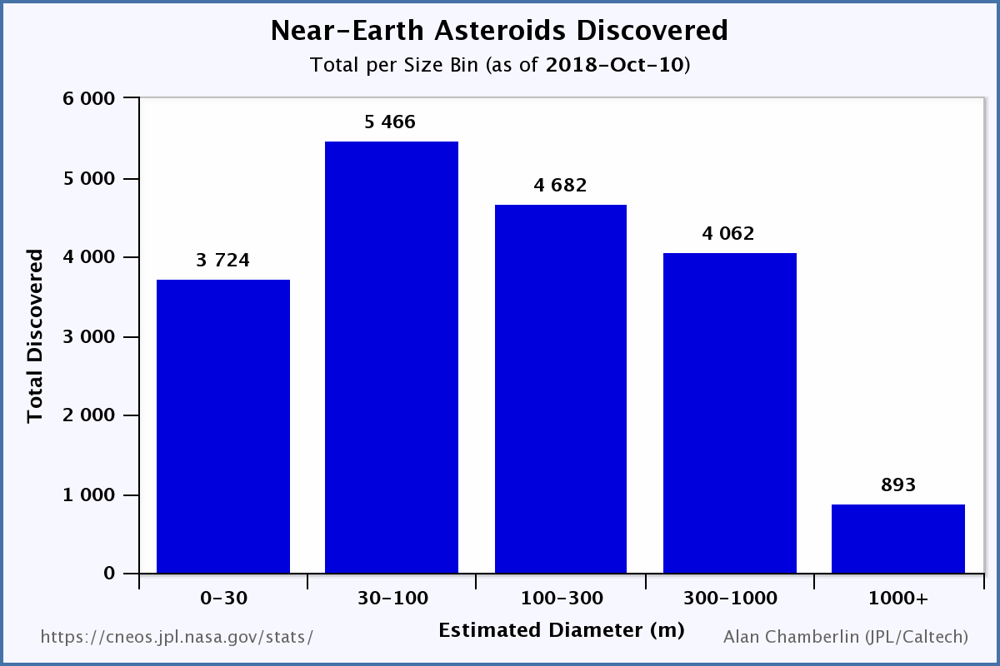 Near-Earth Asteroids Discovered
Total per Size Bin (as of 2018-Oct-10)
6 000
5 000
4 000
3 000
2 000
1 000
0
Total Discovered
3 724
5 466
4 682
4 062
893
0-30
30-100
100-300
300-1000
1000+
Estimated Diameter (m)
https://cneos.jpl.nasa.gov/stats/
Alan Chamberlin (JPL/Caltech)